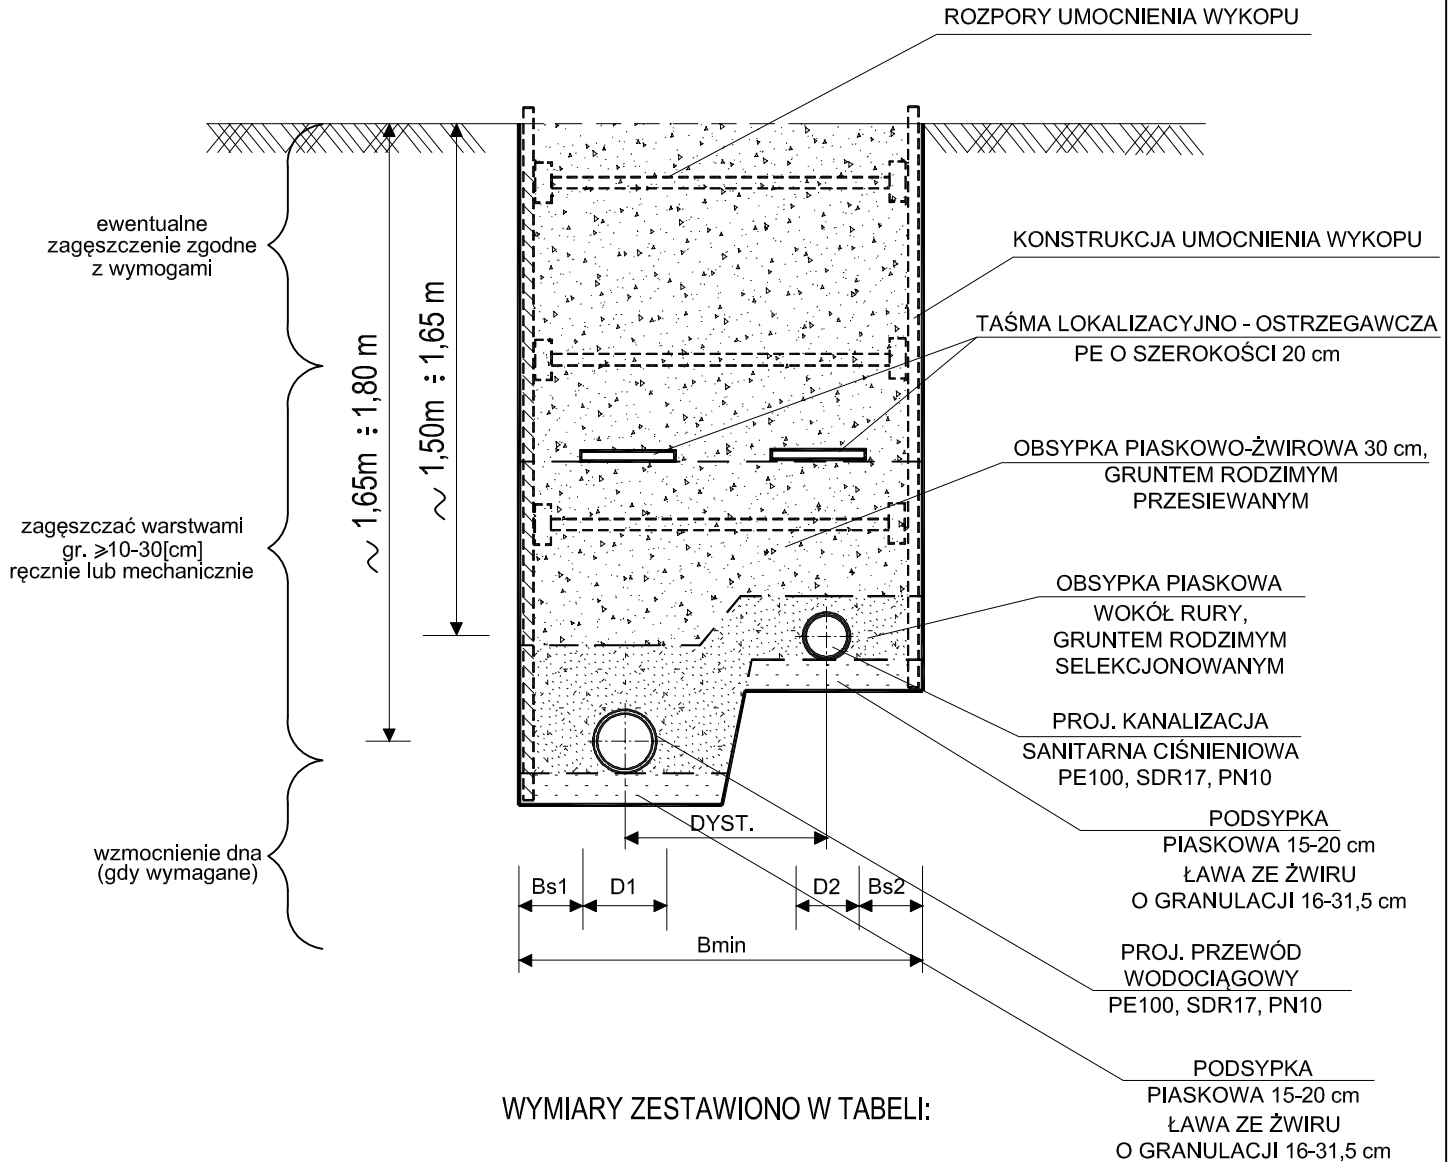 ROZPORY UMOCNIENIA WYKOPU
ewentualne
zagęszczenie zgodne
z wymogami
KONSTRUKCJA UMOCNIENIA WYKOPU
TAŚMA LOKALIZACYJNO - OSTRZEGAWCZA
PE O SZEROKOŚCI 20 cm
~ 1,65m ÷ 1,80 m
~ 1,50m ÷ 1,65 m
OBSYPKA PIASKOWO-ŻWIROWA 30 cm,
GRUNTEM RODZIMYM
PRZESIEWANYM
zagęszczać warstwami
gr. ⩾10-30[cm]
ręcznie lub mechanicznie
OBSYPKA PIASKOWA
WOKÓŁ RURY,
GRUNTEM RODZIMYM
SELEKCJONOWANYM
PROJ. KANALIZACJA
SANITARNA CIŚNIENIOWA
PE100, SDR17, PN10
PODSYPKA
PIASKOWA 15-20 cm
ŁAWA ZE ŻWIRU
O GRANULACJI 16-31,5 cm
wzmocnienie dna
(gdy wymagane)
DYST.
Bs1 D1 D2 Bs2
Bmin
PROJ. PRZEWÓD
WODOCIĄGOWY
PE100, SDR17, PN10
PODSYPKA
PIASKOWA 15-20 cm
ŁAWA ZE ŻWIRU
O GRANULACJI 16-31,5 cm
WYMIARY ZESTAWIONO W TABELI: